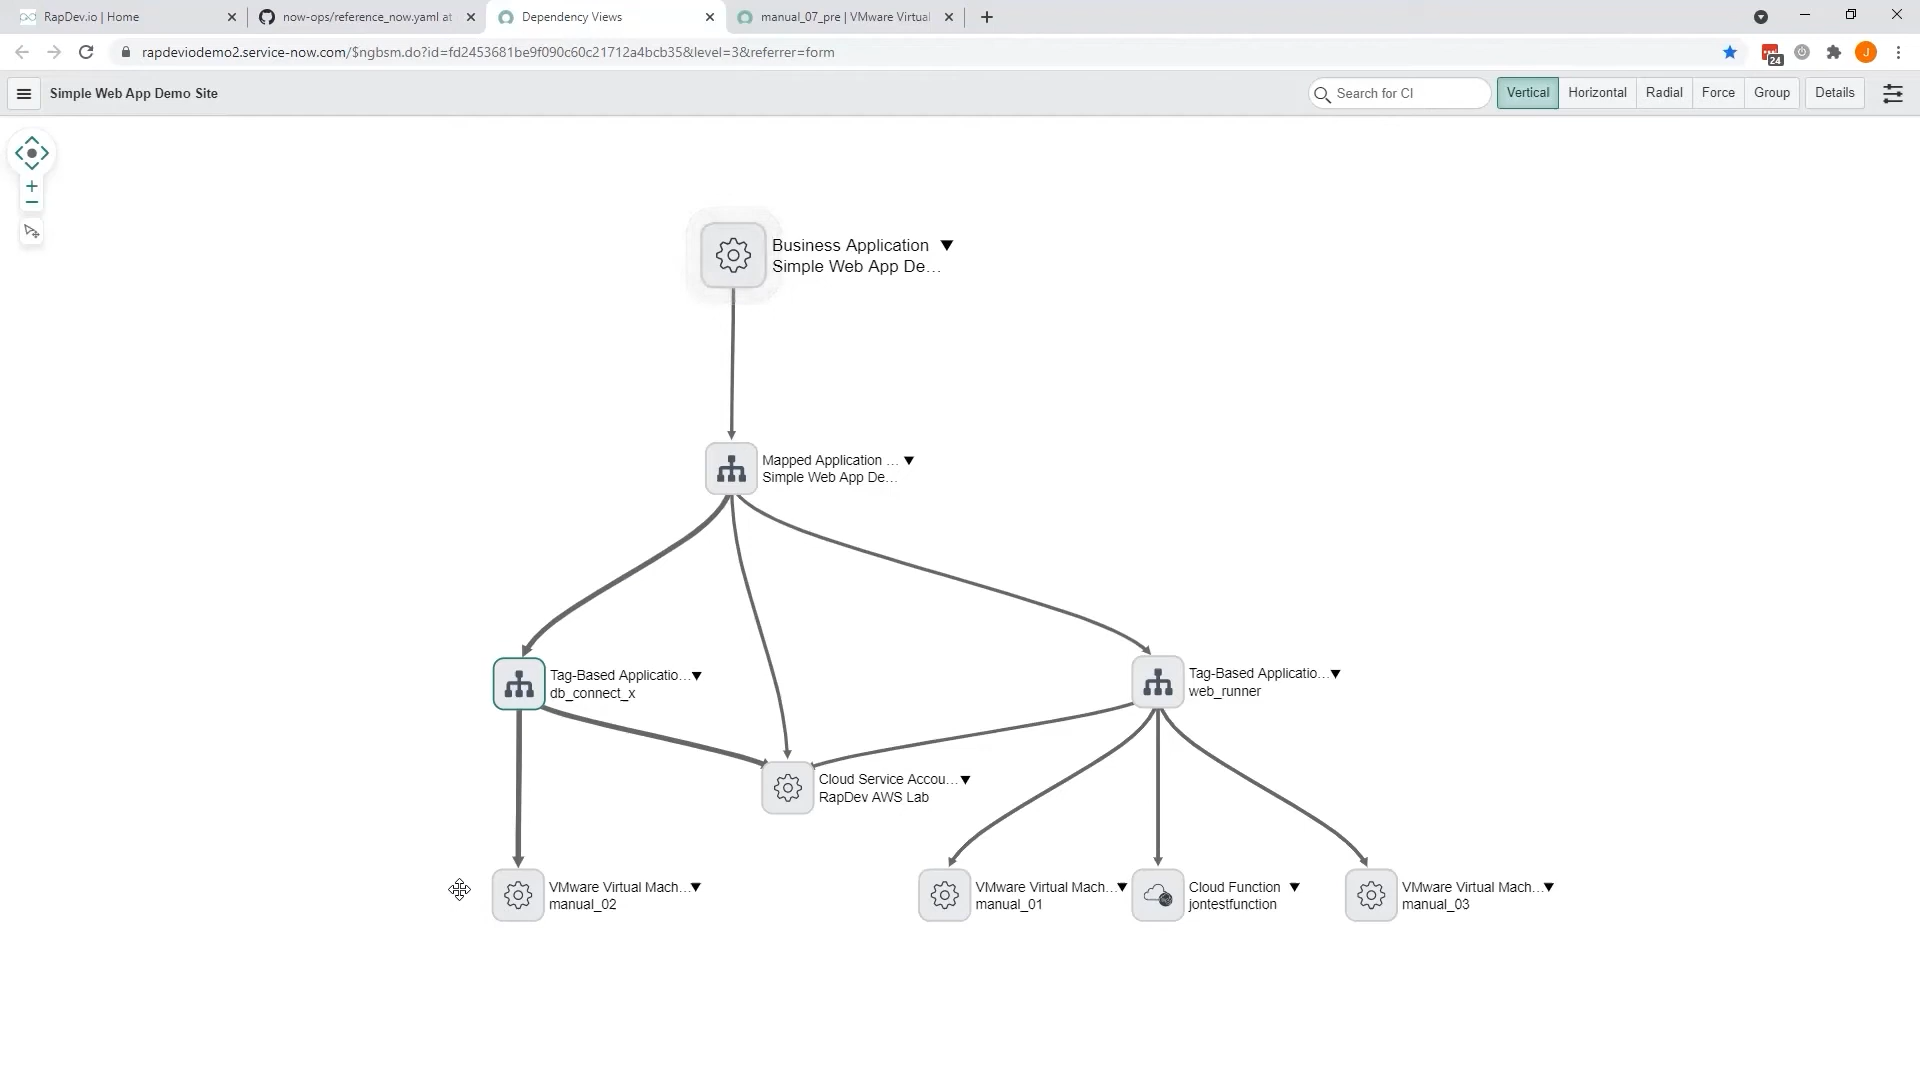 RapDev.io | Home
now-ops/reference_now.yaml at
Dependency Views
manual_07_pre | VMware Virtual
rapdeviodemo2.service-now.com/$ngbsm.do?id=fd2453681be9f090c60c21712a4bcb35&level=3&referrer=form
24
J
Simple Web App Demo Site
Search for CI
Vertical
Horizontal
Radial
Force
Group
Details
Business Application
Simple Web App De...
Mapped Application ...
Simple Web App De...
Tag-Based Applicatio...
db_connect_x
Tag-Based Applicatio...
web_runner
Cloud Service Accou...
RapDev AWS Lab
VMware Virtual Mach...
manual_02
VMware Virtual Mach...
manual_01
Cloud Function
jontestfunction
VMware Virtual Mach...
manual_03